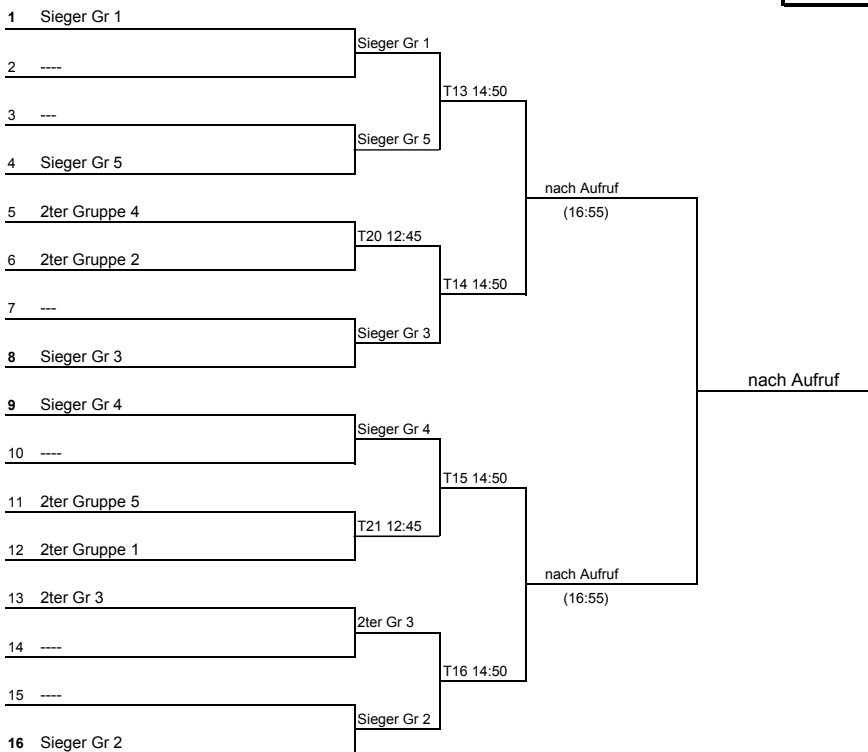 1 Sieger Gr 1
Sieger Gr 1
2 ----
T13 14:50
3 ---
Sieger Gr 5
4 Sieger Gr 5
nach Aufruf
(16:55)
5 2ter Gruppe 4
T20 12:45
6 2ter Gruppe 2
T14 14:50
7 ---
Sieger Gr 3
8 Sieger Gr 3
nach Aufruf
9 Sieger Gr 4
Sieger Gr 4
10 ----
T15 14:50
11 2ter Gruppe 5
T21 12:45
12 2ter Gruppe 1
nach Aufruf
(16:55)
13 2ter Gr 3
2ter Gr 3
14 ----
T16 14:50
15 ----
Sieger Gr 2
16 Sieger Gr 2